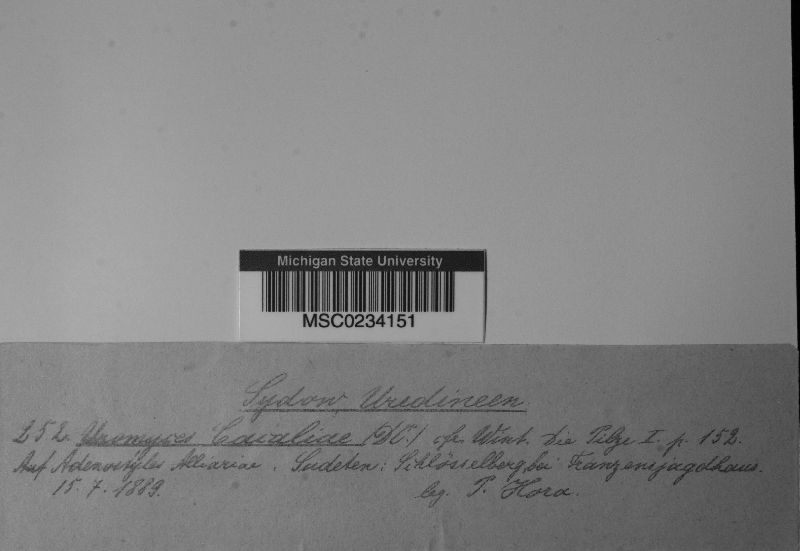 Michigan State University
MSC0234151
Sydow, Uredineen.
252. Uromyces Cacaliae (DC.) cfr. Wint. Die Pilze I. p. 152.
Auf Adenostyles Alliariae. Sudeten: Schlösselberg bei Franzensjagdhaus.
15. 7. 1889. leg. P. Hora.